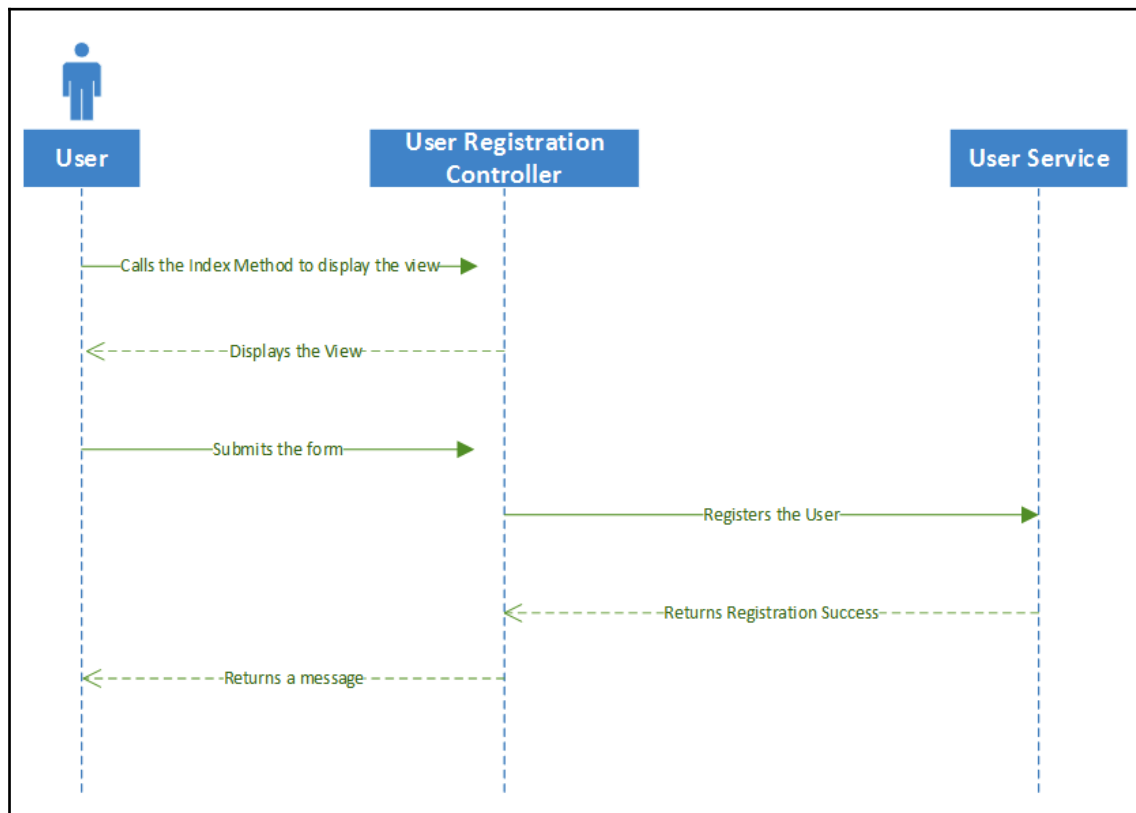 User
User Registration
Controller
User Service
Calls the Index Method to display the view
Displays the View
Submits the form
Registers the User
Returns Registration Success
Returns a message